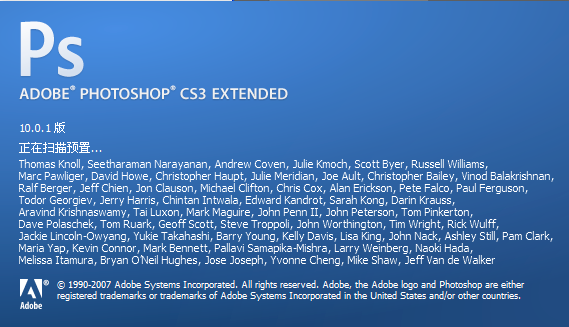 Ps
ADOBE® PHOTOSHOP® CS3 EXTENDED
10.0.1 版
正在扫描预置...
Thomas Knoll, Seetharaman Narayanan, Andrew Coven, Julie Kmoch, Scott Byer, Russell Williams,
Marc Pawliger, David Howe, Christopher Haupt, Julie Meridian, Joe Ault, Christopher Bailey, Vinod Balakrishnan,
Ralf Berger, Jeff Chien, Jon Clauson, Michael Clifton, Chris Cox, Alan Erickson, Pete Falco, Paul Ferguson,
Todor Georgiev, Jerry Harris, Chintan Intwala, Edward Kandrot, Sarah Kong, Darin Krauss,
Aravind Krishnaswamy, Tai Luxon, Mark Maguire, John Penn II, John Peterson, Tom Pinkerton,
Dave Polaschek, Tom Ruark, Geoff Scott, Steve Troppoli, John Worthington, Tim Wright, Rick Wulff,
Jackie Lincoln-Owyang, Yukie Takahashi, Barry Young, Kelly Davis, Lisa King, John Nack, Ashley Still, Pam Clark,
Maria Yap, Kevin Connor, Mark Bennett, Pallavi Samapika-Mishra, Larry Weinberg, Naoki Hada,
Melissa Itamura, Bryan O'Neil Hughes, Jose Joseph, Yvonne Cheng, Mike Shaw, Jeff Van de Walker
Adobe
© 1990-2007 Adobe Systems Incorporated. All rights reserved. Adobe, the Adobe logo and Photoshop are either
registered trademarks or trademarks of Adobe Systems Incorporated in the United States and/or other countries.